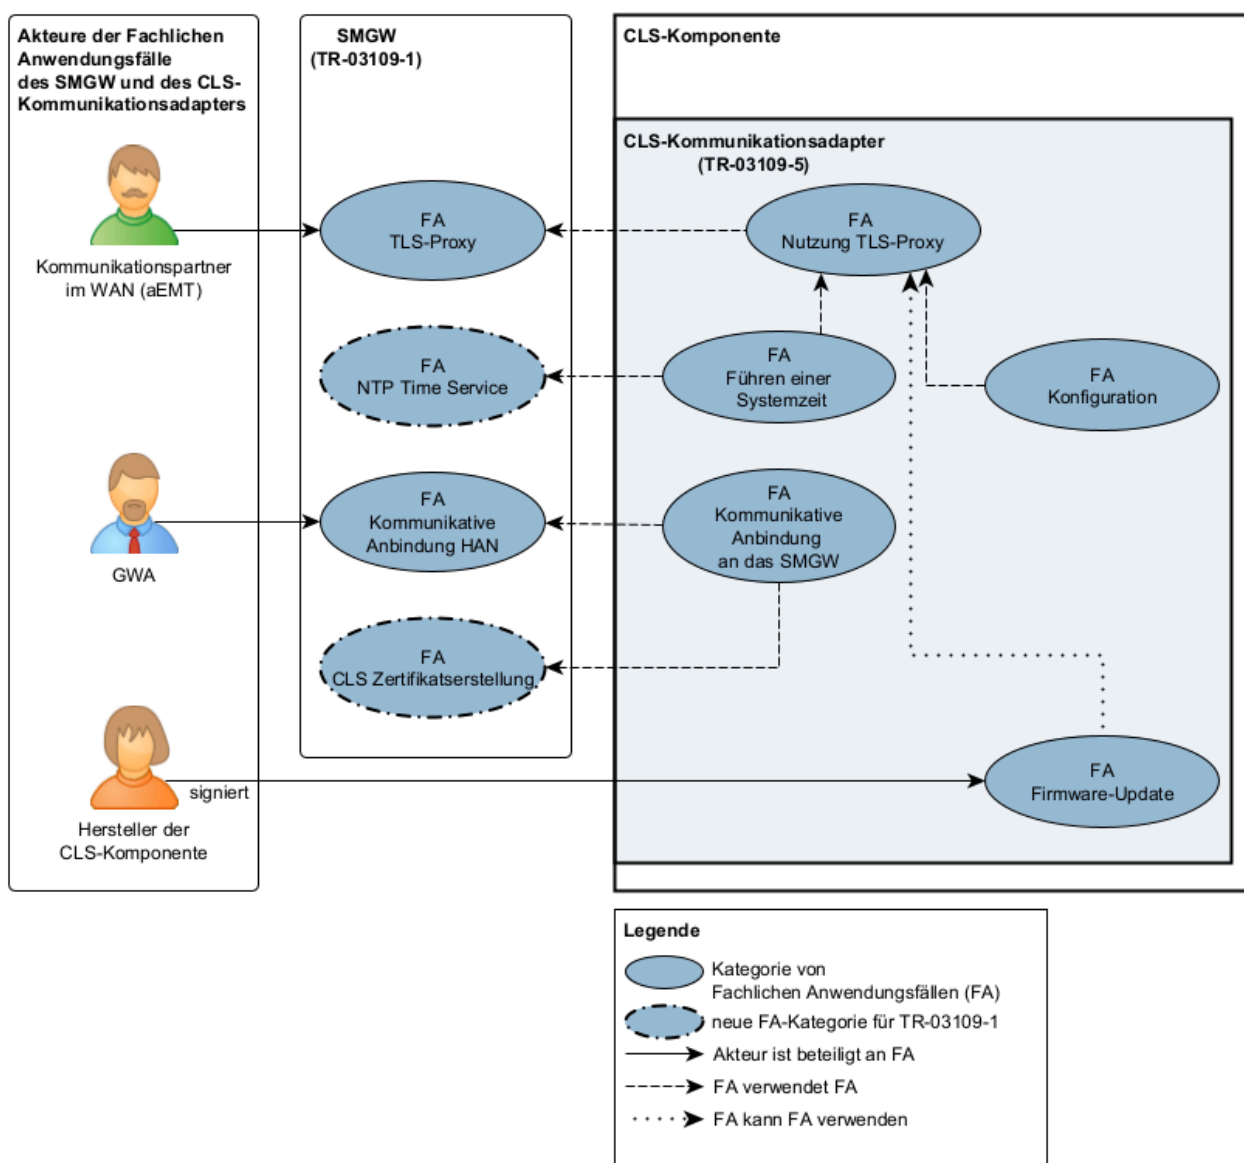 Akteure der Fachlichen
Anwendungsfälle
des SMGW und des CLS-
Kommunikationsadapters
Kommunikationspartner
im WAN (aEMT)
GWA
signiert
Hersteller der
CLS-Komponente
SMGW
(TR-03109-1)
FA
TLS-Proxy
FA
NTP Time Service
FA
Kommunikative
Anbindung HAN
FA
CLS Zertifikatserstellung
CLS-Komponente
CLS-Kommunikationsadapter
(TR-03109-5)
FA
Nutzung TLS-Proxy
FA
Führen einer
Systemzeit
FA
Konfiguration
FA
Kommunikative
Anbindung
an das SMGW
FA
Firmware-Update
Legende
Kategorie von
Fachlichen Anwendungsfällen (FA)
neue FA-Kategorie für TR-03109-1
Akteur ist beteiligt an FA
FA verwendet FA
FA kann FA verwenden